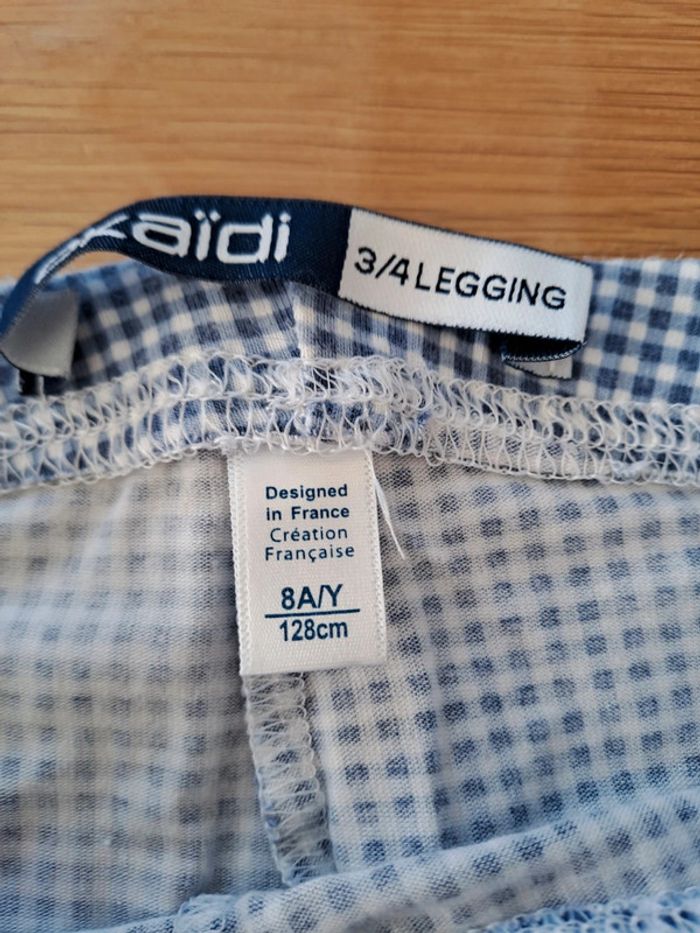 kaïdi
3/4 LEGGING
Designed
in France
Création
Française
8A/Y
128cm